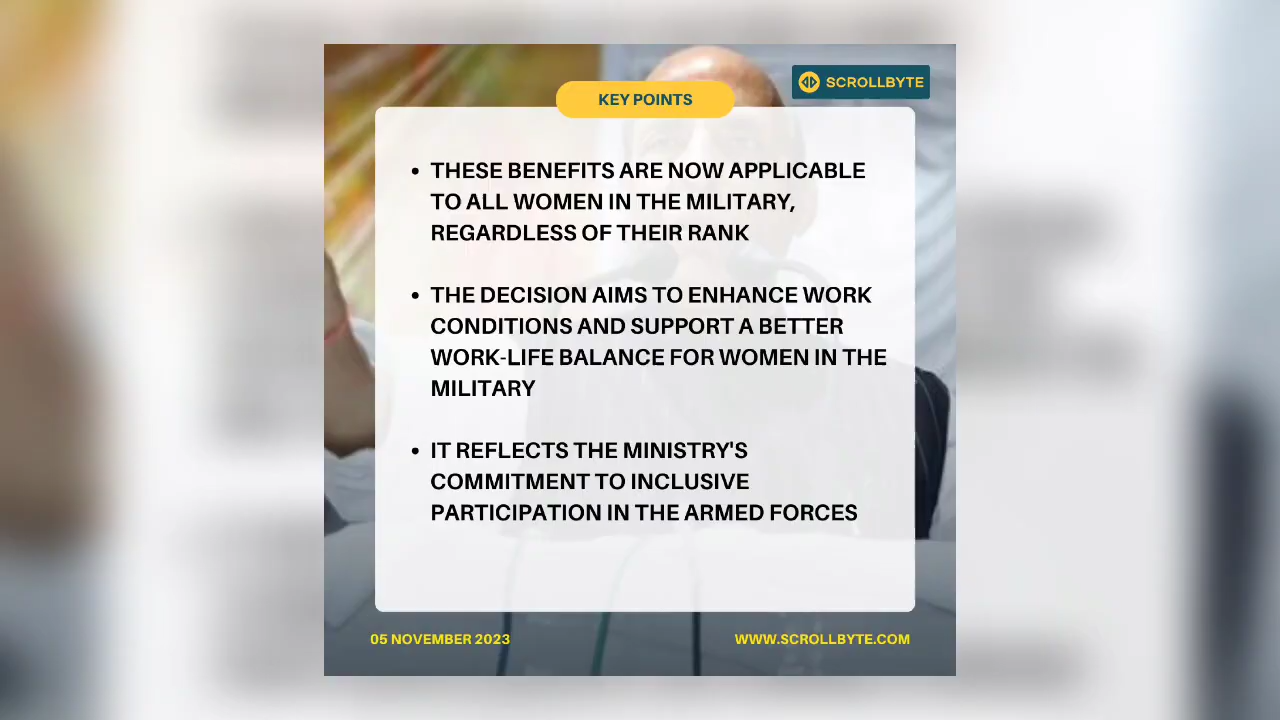 SCROLLBYTE
KEY POINTS
• THESE BENEFITS ARE NOW APPLICABLE
TO ALL WOMEN IN THE MILITARY,
REGARDLESS OF THEIR RANK
• THE DECISION AIMS TO ENHANCE WORK
CONDITIONS AND SUPPORT A BETTER
WORK-LIFE BALANCE FOR WOMEN IN THE
MILITARY
• IT REFLECTS THE MINISTRY'S
COMMITMENT TO INCLUSIVE
PARTICIPATION IN THE ARMED FORCES
05 NOVEMBER 2023
WWW.SCROLLBYTE.COM